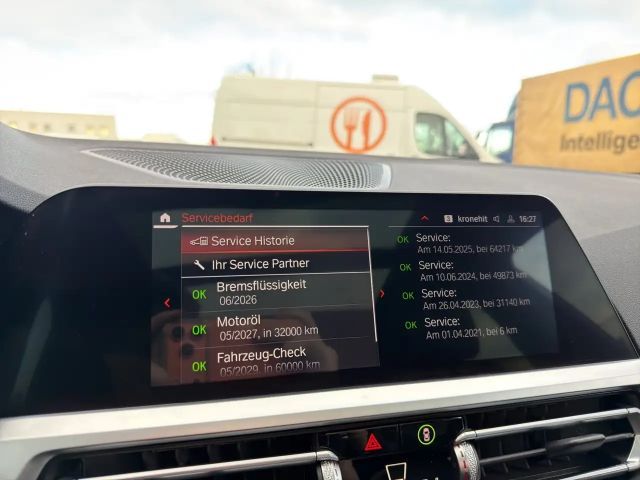 DAC
Intelligen
Servicebedarf
kronehit
16:27
Service Historie
Ihr Service Partner
OK Bremsflüssigkeit
06/2026
OK Motoröl
05/2027, in 32000 km
OK Fahrzeug-Check
05/2029, in 60000 km
OK Service:
Am 14.05.2025, bei 64217 km
OK Service:
Am 10.06.2024, bei 49873 km
OK Service:
Am 26.04.2023, bei 31140 km
OK Service:
Am 01.04.2021, bei 6 km